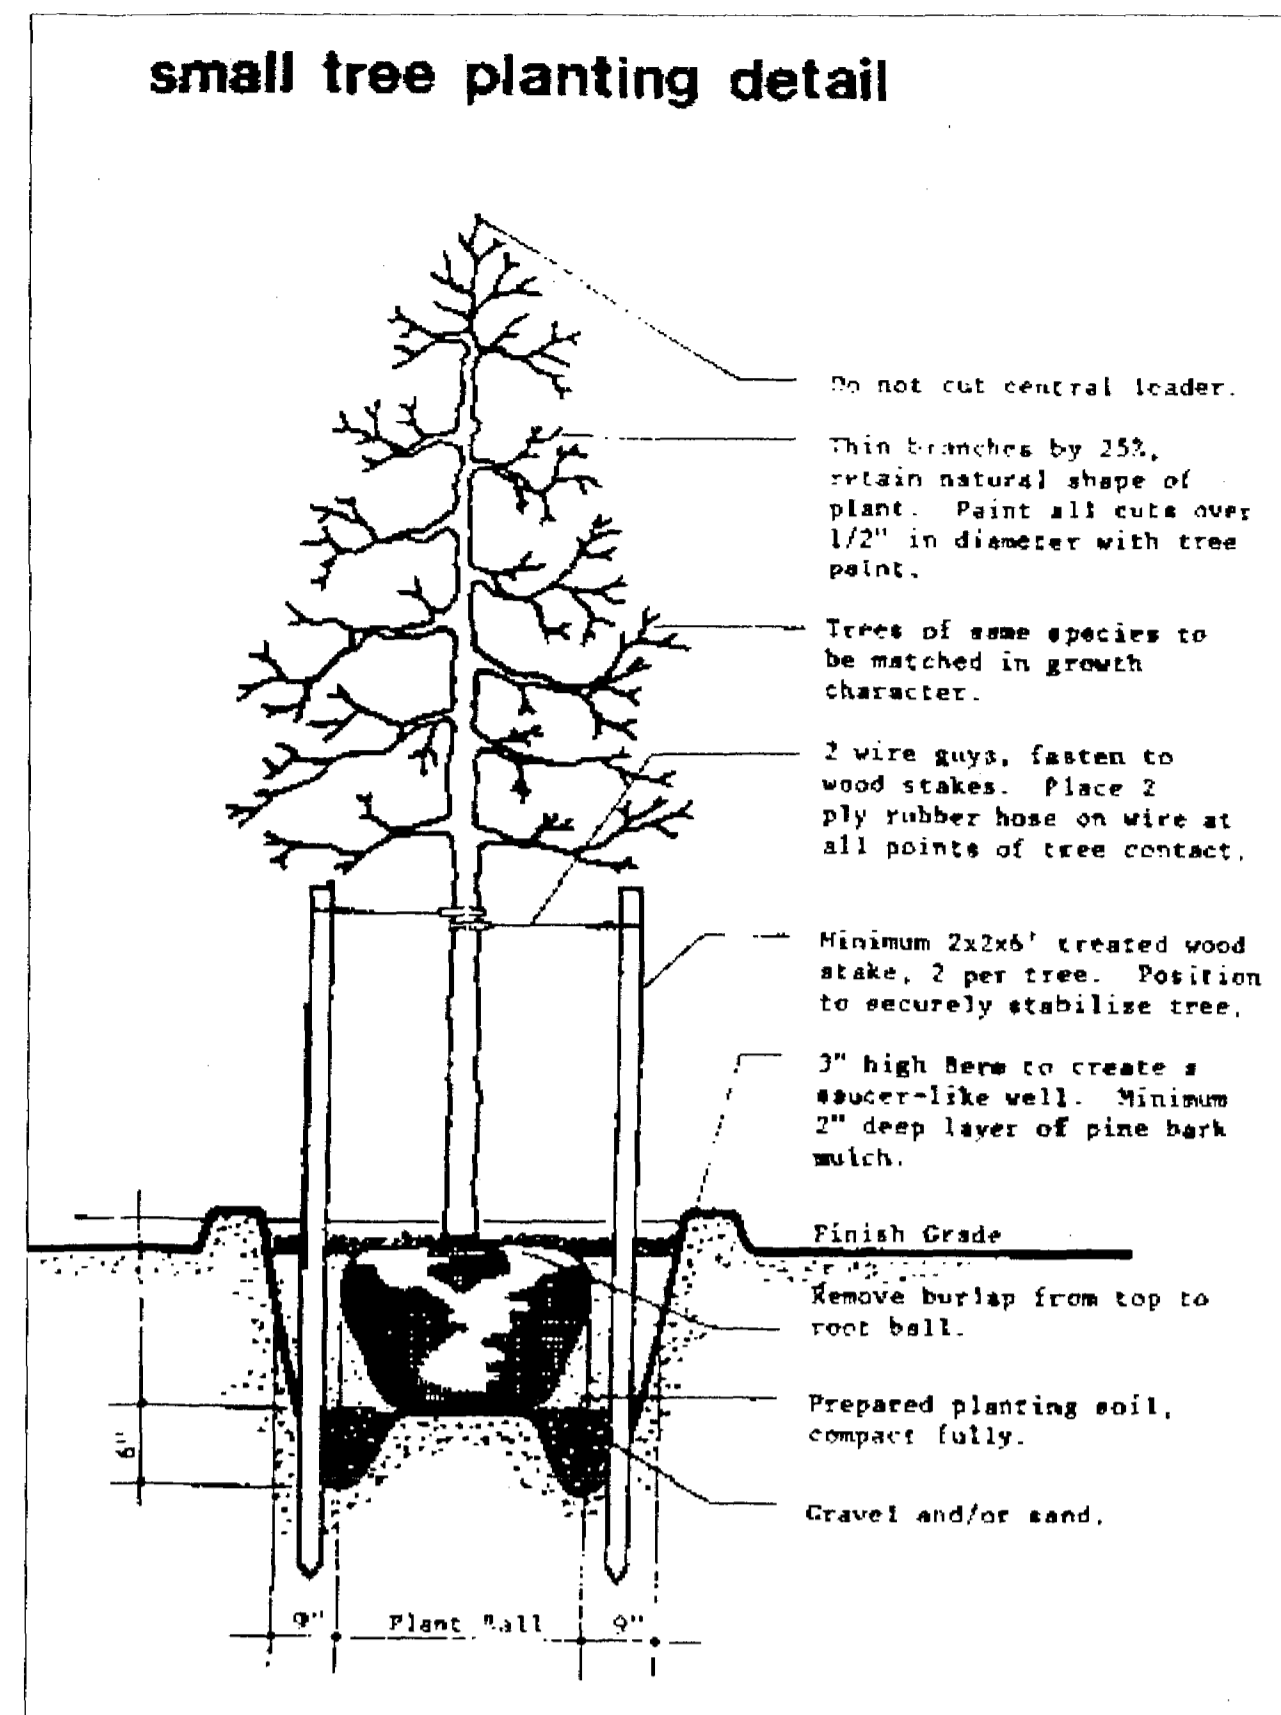 small tree planting detail
Do not cut central leader.
Thin branches by 25%,
retain natural shape of
plant. Paint all cuts over
1/2" in diameter with tree
paint.
Trees of same species to
be matched in growth
character.
2 wire guys, fasten to
wood stakes. Place 2
ply rubber hose on wire at
all points of tree contact.
Minimum 2x2x6' treated wood
stake, 2 per tree. Position
to securely stabilize tree.
3" high Berm to create a
saucer-like well. Minimum
2" deep layer of pine bark
mulch.
Finish Grade
Remove burlap from top to
root ball.
Prepared planting soil,
compact fully.
6"
Gravel and/or sand.
9" Plant Ball 9"